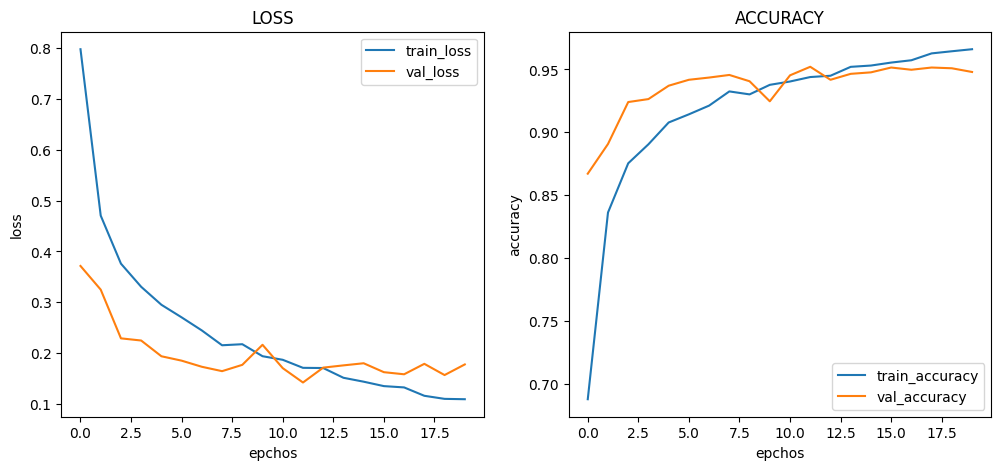 LOSS
0.8
0.7
0.6
0.5
0.4
0.3
0.2
0.1
loss
train_loss
val_loss
0.0 2.5 5.0 7.5 10.0 12.5 15.0 17.5
epchos
ACCURACY
0.95
0.90
0.85
0.80
0.75
0.70
accuracy
train_accuracy
val_accuracy
0.0 2.5 5.0 7.5 10.0 12.5 15.0 17.5
epchos